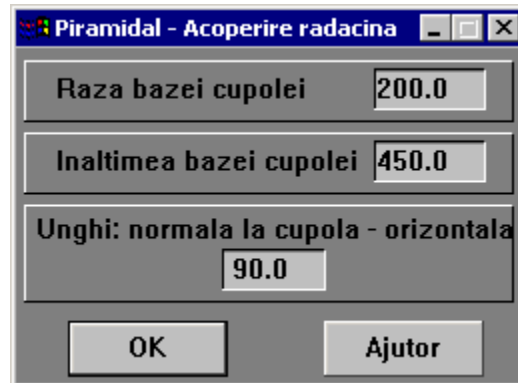 Piramidal - Acoperire radacina
Raza bazei cupolei 200.0
Inaltimea bazei cupolei 450.0
Unghi: normala la cupola - orizontala
90.0
OK Ajutor